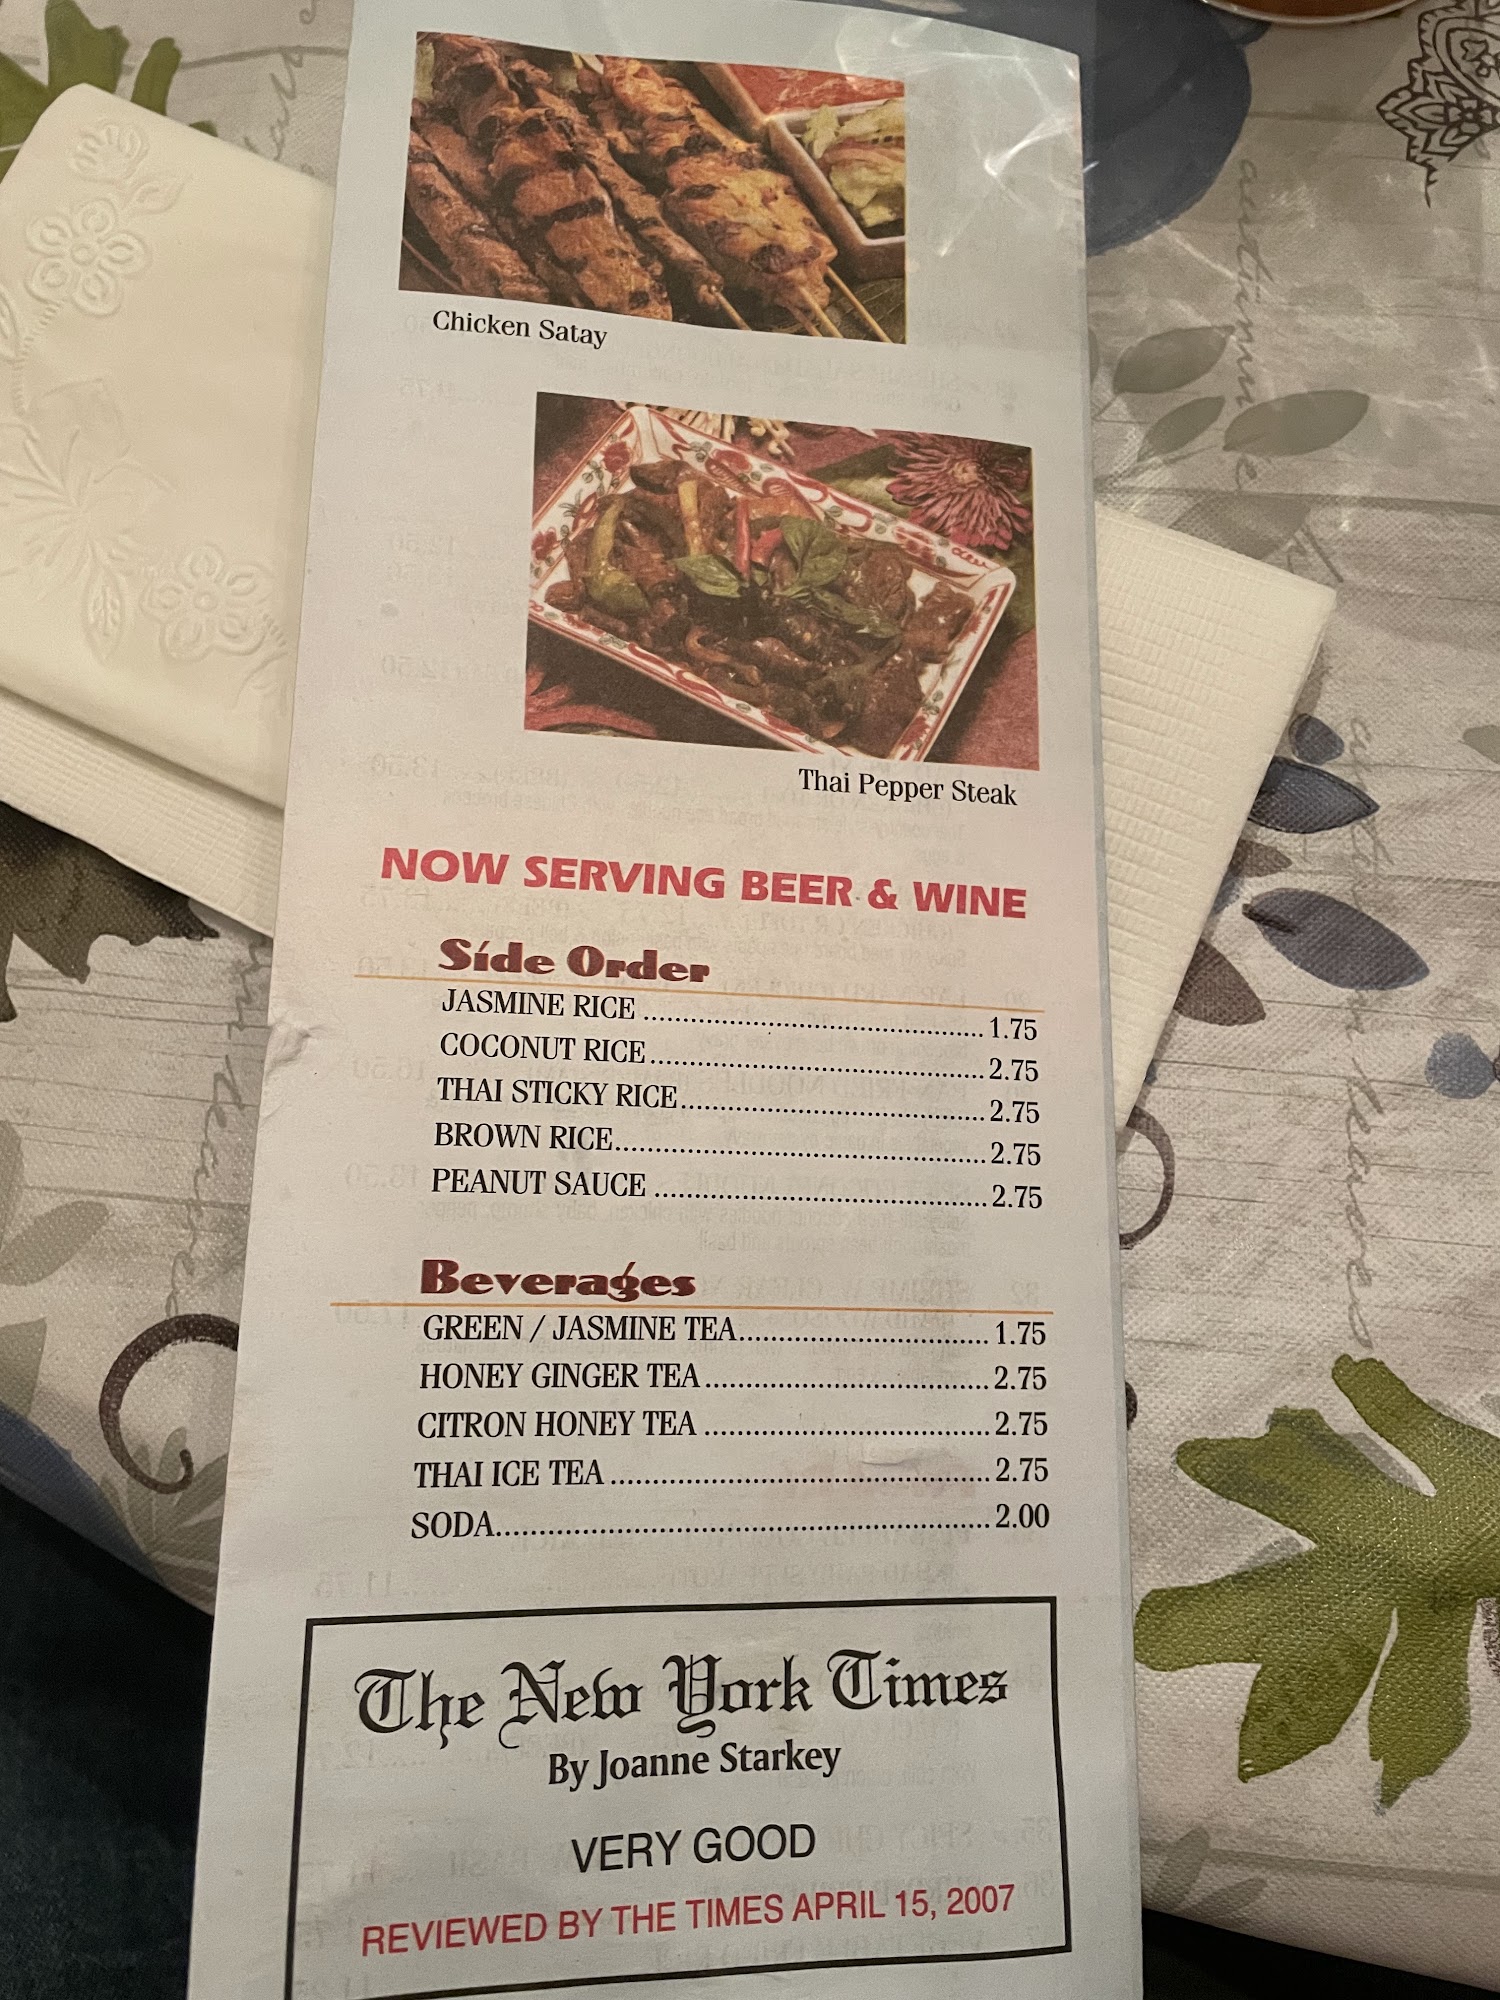 Chicken Satay
Thai Pepper Steak
NOW SERVING BEER & WINE
Side Order
JASMINE RICE ........................................ 1.75
COCONUT RICE ........................................ 2.75
THAI STICKY RICE ........................................ 2.75
BROWN RICE ........................................ 2.75
PEANUT SAUCE ........................................ 2.75
Beverages
GREEN / JASMINE TEA ........................................ 1.75
HONEY GINGER TEA ........................................ 2.75
CITRON HONEY TEA ........................................ 2.75
THAI ICE TEA ........................................ 2.75
SODA ........................................ 2.00
The New York Times
By Joanne Starkey
VERY GOOD
REVIEWED BY THE TIMES APRIL 15, 2007